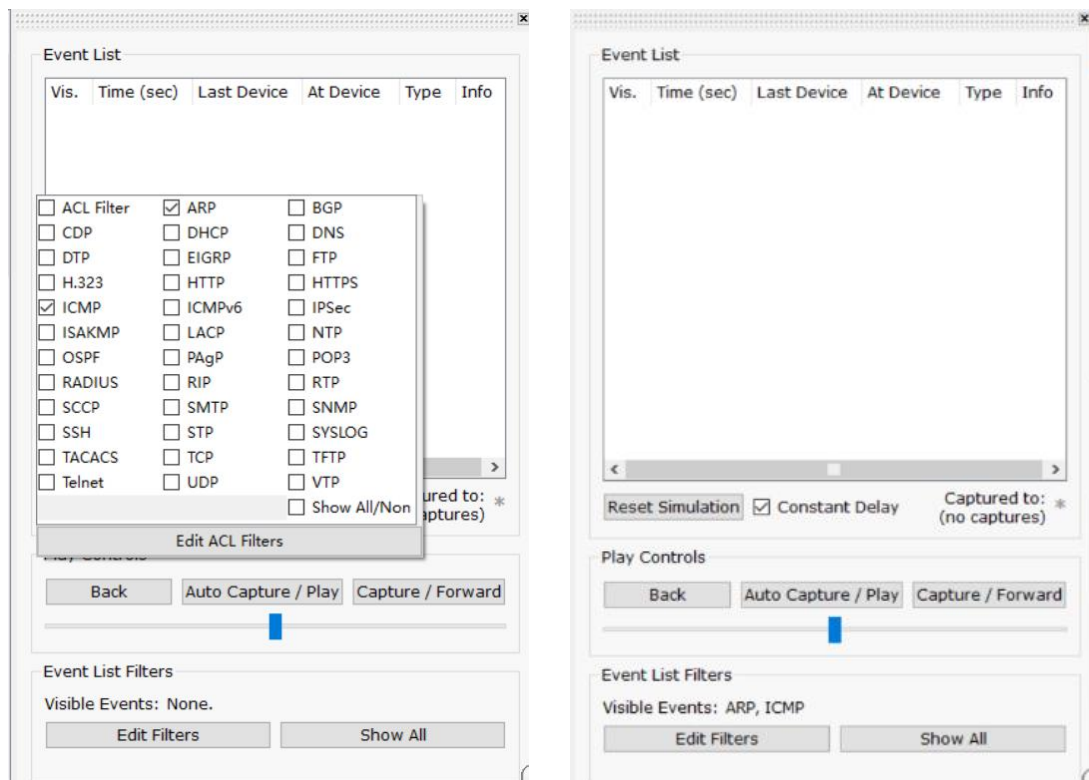 Event List
Vis. Time (sec) Last Device At Device Type Info
ACL Filter ARP BGP
CDP DHCP DNS
DTP EIGRP FTP
H.323 HTTP HTTPS
ICMP ICMPv6 IPSec
ISAKMP LACP NTP
OSPF PAgP POP3
RADIUS RIP RTP
SCCP SMTP SNMP
SSH STP SYSLOG
TACACS TCP TFTP
Telnet UDP VTP
Show All/Non
ured to: *
aptures)
Edit ACL Filters
Back Auto Capture / Play Capture / Forward
Event List Filters
Visible Events: None.
Edit Filters Show All
Event List
Vis. Time (sec) Last Device At Device Type Info
Reset Simulation Constant Delay Captured to: *
(no captures)
Play Controls
Back Auto Capture / Play Capture / Forward
Event List Filters
Visible Events: ARP, ICMP
Edit Filters Show All